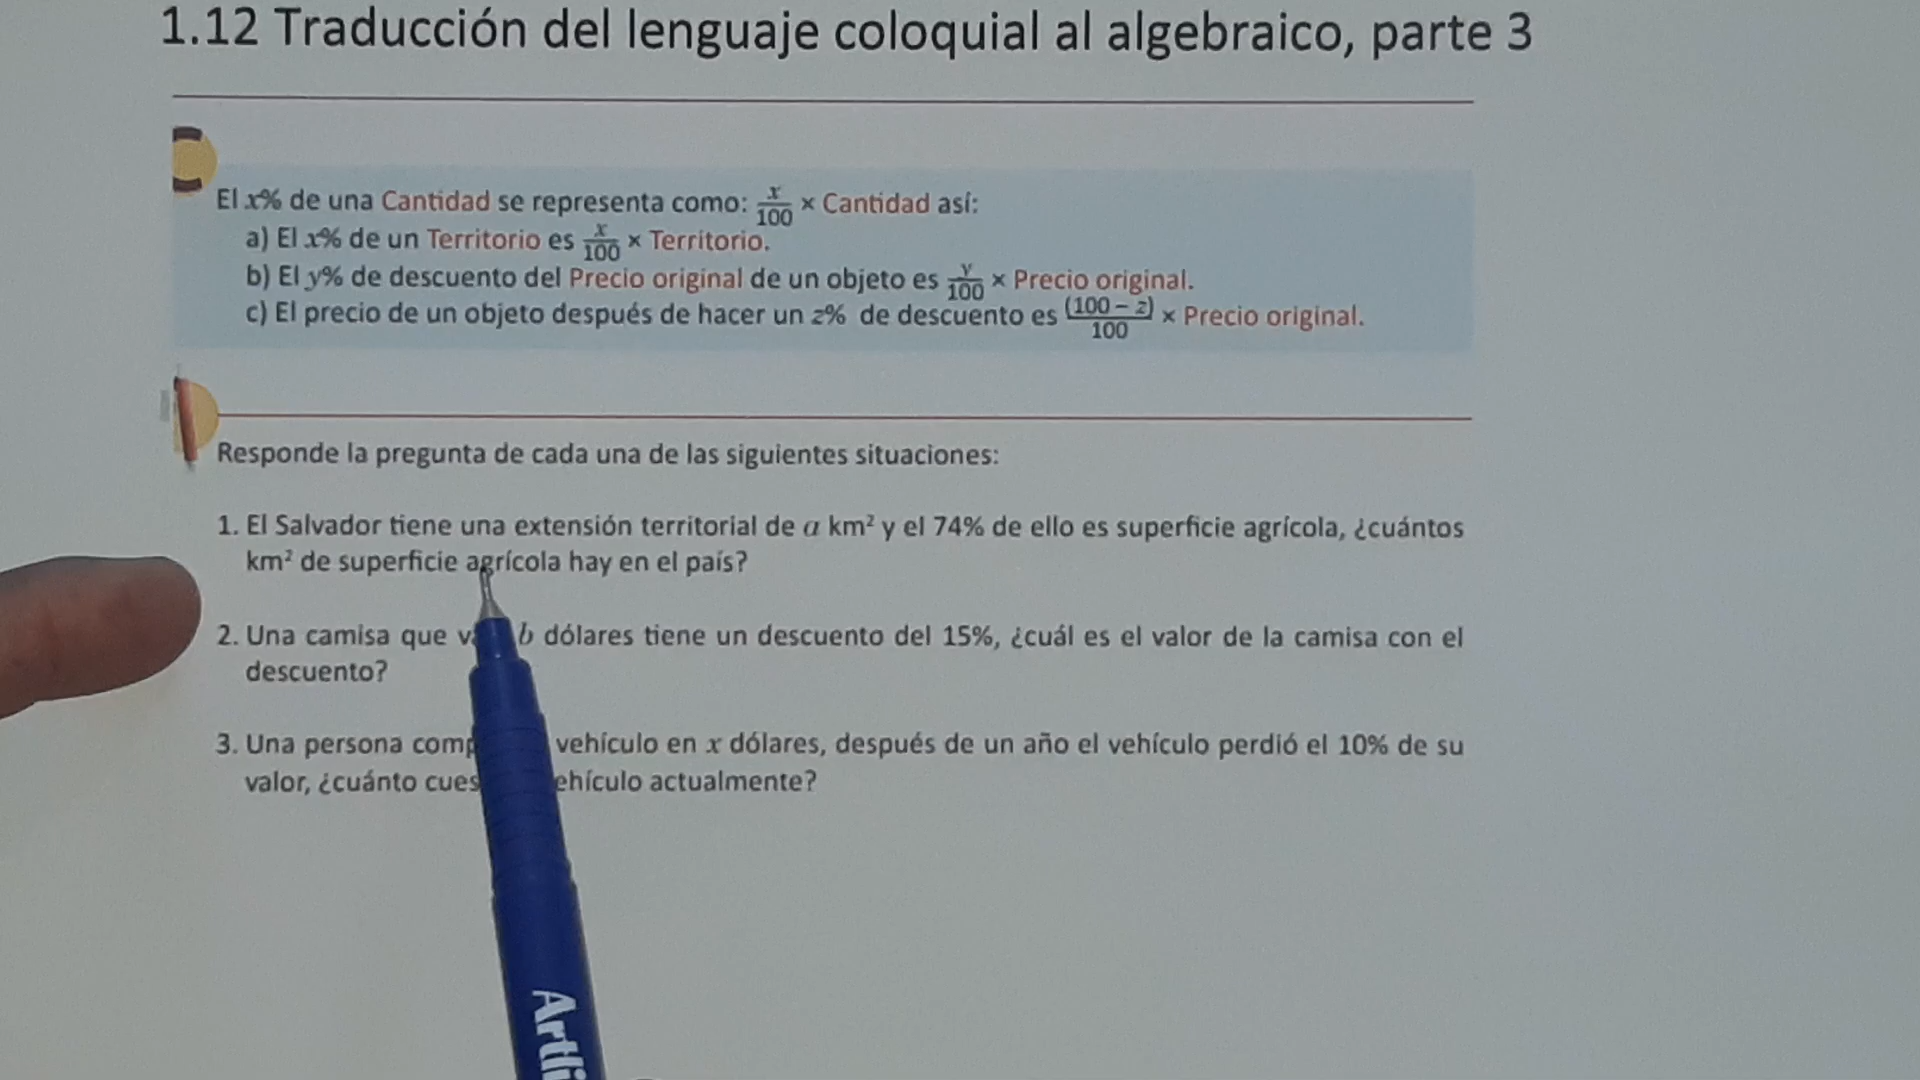 1.12 Traducción del lenguaje coloquial al algebraico, parte 3
El x% de una Cantidad se representa como: x/100 × Cantidad así:
a) El x% de un Territorio es x/100 × Territorio.
b) El y% de descuento del Precio original de un objeto es y/100 × Precio original.
c) El precio de un objeto después de hacer un z% de descuento es (100 – z)/100 × Precio original.
Responde la pregunta de cada una de las siguientes situaciones:
1. El Salvador tiene una extensión territorial de a km² y el 74% de ello es superficie agrícola, ¿cuántos
km² de superficie agrícola hay en el país?
2. Una camisa que b dólares tiene un descuento del 15%, ¿cuál es el valor de la camisa con el
descuento?
3. Una persona vehículo en x dólares, después de un año el vehículo perdió el 10% de su
valor, ¿cuánto actualmente?